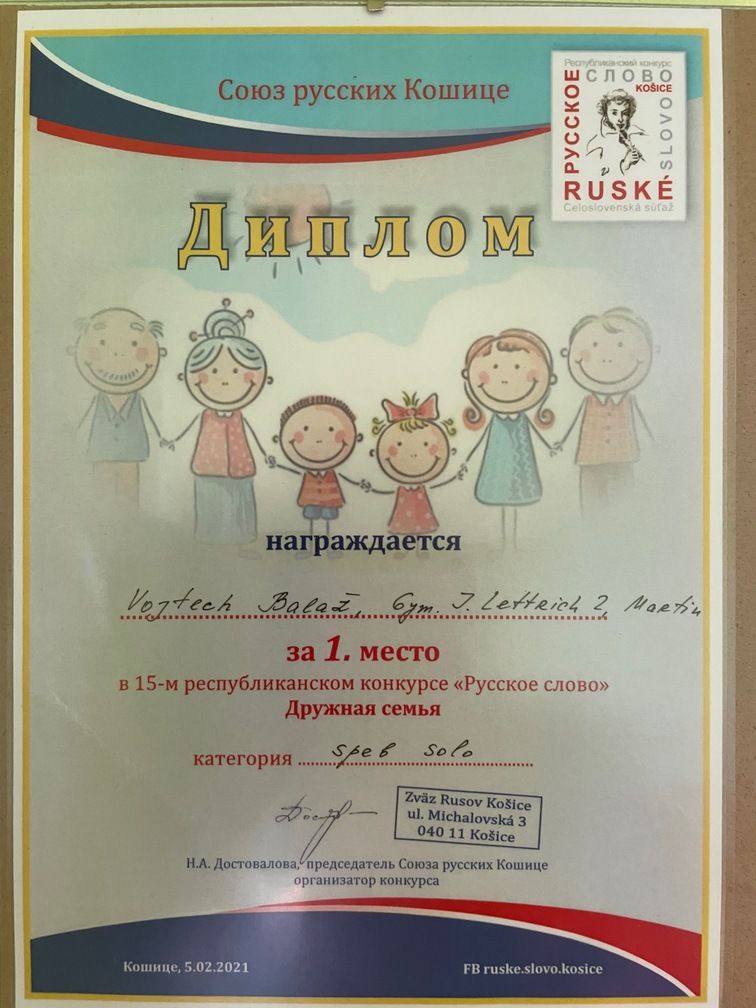 Союз русских Кошице
Республиканский конкурс
РУССКОЕ
СЛОВО
KOŠICE
SLOVO
RUSKÉ
Celoslovenská súťaž
Диплом
награждается
Vojtech Balaž, Gym. J. Lettrich 2, Martin
за 1. место
в 15-м республиканском конкурсе «Русское слово»
Дружная семья
категория spev solo
Zväz Rusov Košice
ul. Michalovská 3
040 11 Košice
Н.А. Достовалова, председатель Союза русских Кошице
организатор конкурса
Кошице, 5.02.2021
FB ruske.slovo.kosice